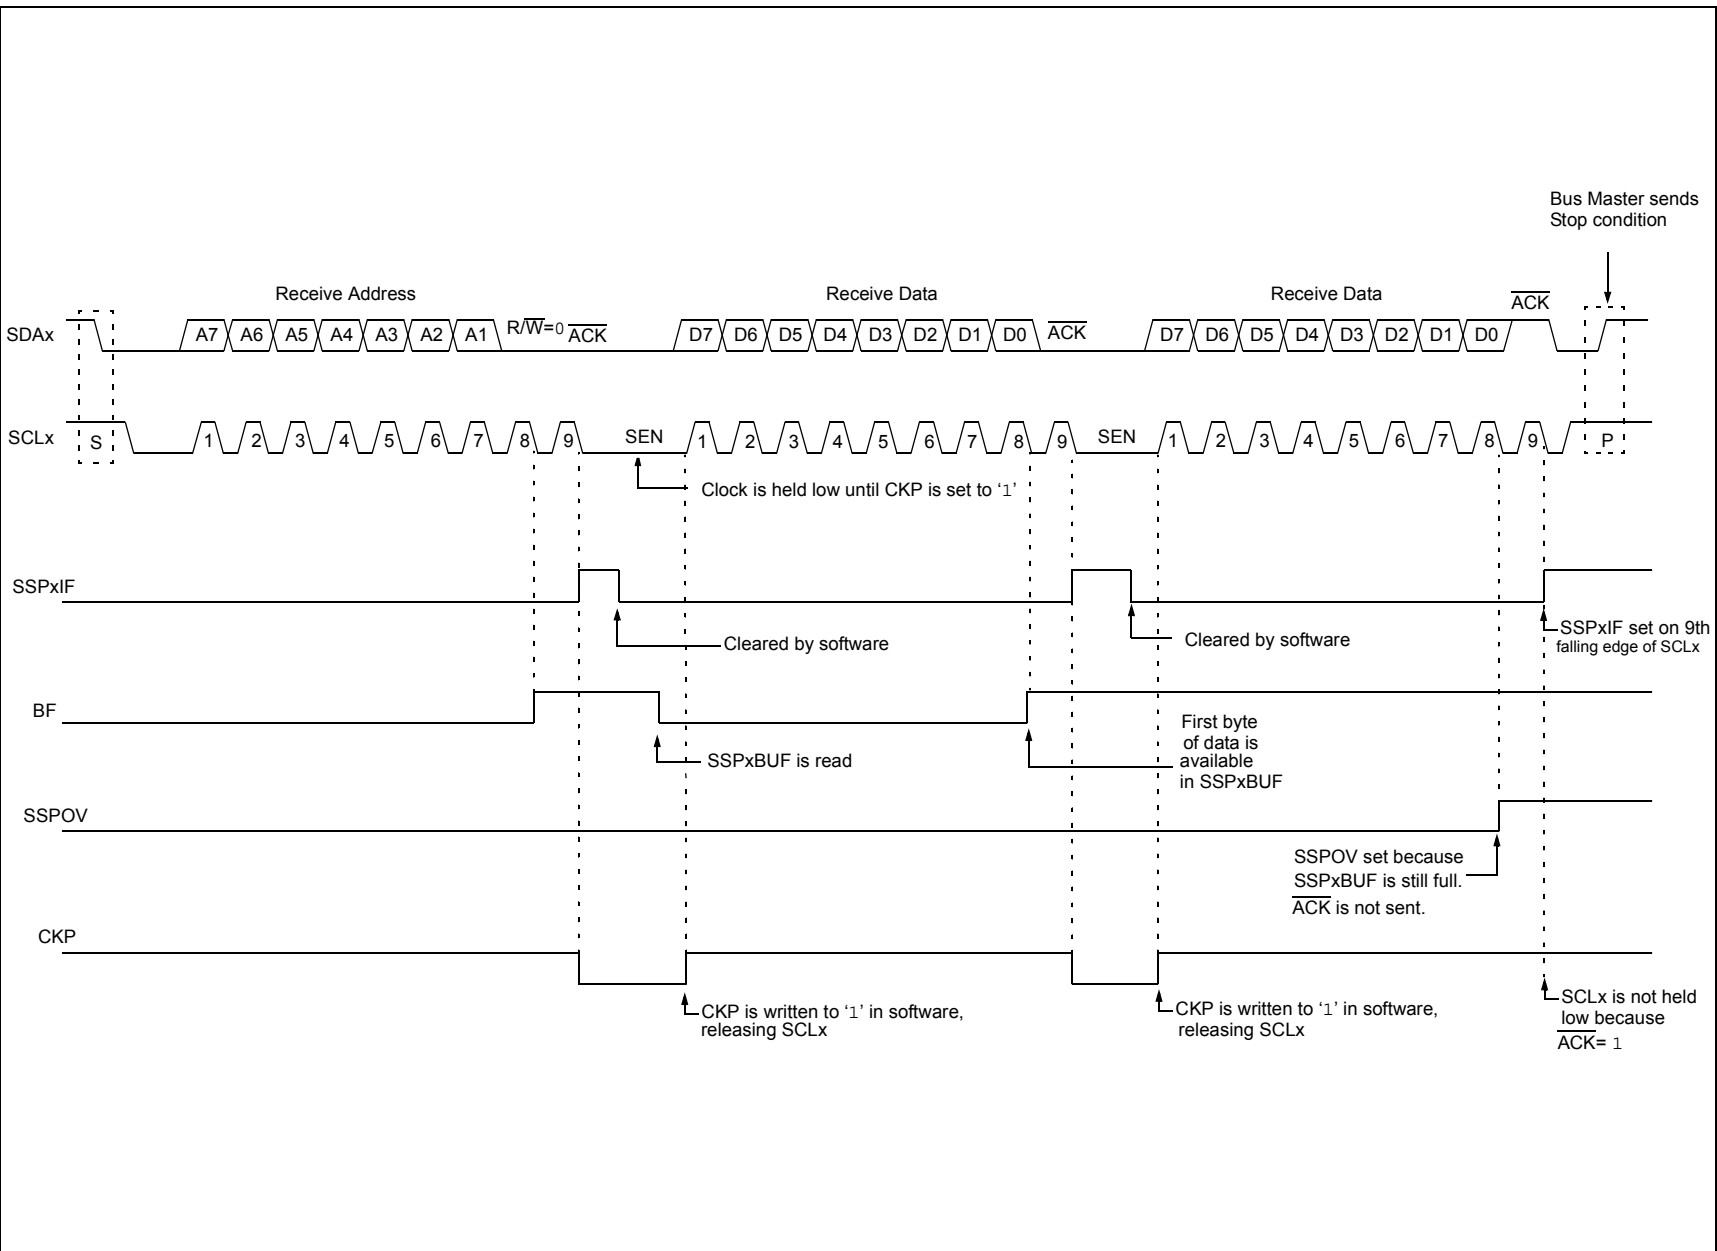 Bus Master sends
Stop condition
Receive Address
Receive Data
Receive Data
ACK
SDAx
A7 A6 A5 A4 A3 A2 A1 R/W=0 ACK
D7 D6 D5 D4 D3 D2 D1 D0 ACK
D7 D6 D5 D4 D3 D2 D1 D0
SCLx
S
1 2 3 4 5 6 7 8 9 SEN
1 2 3 4 5 6 7 8 9 SEN
1 2 3 4 5 6 7 8 9
P
Clock is held low until CKP is set to ‘1’
SSPxIF
Cleared by software
Cleared by software
SSPxIF set on 9th
falling edge of SCLx
BF
SSPxBUF is read
First byte
of data is
available
in SSPxBUF
SSPOV
SSPOV set because
SSPxBUF is still full.
ACK is not sent.
CKP
CKP is written to ‘1’ in software,
releasing SCLx
CKP is written to ‘1’ in software,
releasing SCLx
SCLx is not held
low because
ACK= 1